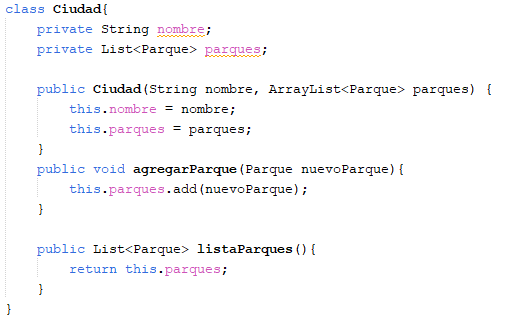 class Ciudad{
    private String nombre;
    private List<Parque> parques;

    public Ciudad(String nombre, ArrayList<Parque> parques) {
        this.nombre = nombre;
        this.parques = parques;
    }
    public void agregarParque(Parque nuevoParque){
        this.parques.add(nuevoParque);
    }

    public List<Parque> listaParques(){
        return this.parques;
    }
}